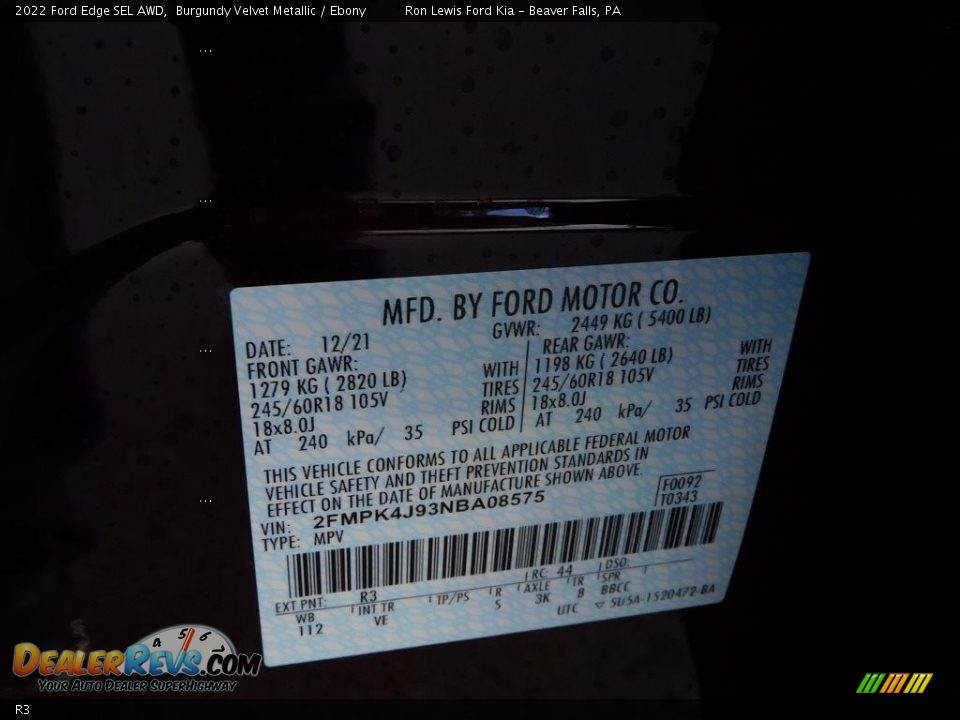 2022 Ford Edge SEL AWD, Burgundy Velvet Metallic / Ebony Ron Lewis Ford Kia – Beaver Falls, PA
MFD. BY FORD MOTOR CO.
DATE: 12/21 GVWR: 2449 KG ( 5400 LB)
FRONT GAWR: REAR GAWR:
1279 KG ( 2820 LB) WITH 1198 KG ( 2640 LB) WITH
245/60R18 105V TIRES 245/60R18 105V TIRES
18x8.0J RIMS 18x8.0J RIMS
AT 240 kPa/ 35 PSI COLD AT 240 kPa/ 35 PSI COLD
THIS VEHICLE CONFORMS TO ALL APPLICABLE FEDERAL MOTOR
VEHICLE SAFETY AND THEFT PREVENTION STANDARDS IN
EFFECT ON THE DATE OF MANUFACTURE SHOWN ABOVE.
F0092
T0343
VIN: 2FMPK4J93NBA08575
TYPE: MPV
EXT PNT: R3 RC: 44 DSO:
WB INT TR TP/PS R AXLE TR SPR
112 VE S 3K 8 BBCC
UTC ▽ SU5A-1520472-BA
4 5 6
DEALERREVS.COM
YOUR AUTO DEALER SUPERHIGHWAY
R3